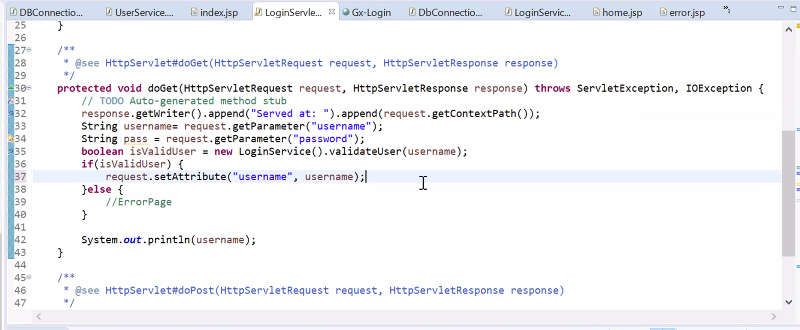 DBConnectio... UserService.... index.jsp LoginServle... Gx-Login DbConnectio... LoginServic... home.jsp error.jsp
25 }
26
27 /**
28 * @see HttpServlet#doGet(HttpServletRequest request, HttpServletResponse response)
29 */
30 protected void doGet(HttpServletRequest request, HttpServletResponse response) throws ServletException, IOException {
31 // TODO Auto-generated method stub
32 response.getWriter().append("Served at: ").append(request.getContextPath());
33 String username= request.getParameter("username");
34 String pass = request.getParameter("password");
35 boolean isValidUser = new LoginService().validateUser(username);
36 if(isValidUser) {
37 request.setAttribute("username", username);
38 }else {
39 //ErrorPage
40 }
41
42 System.out.println(username);
43 }
44
45 /**
46 * @see HttpServlet#doPost(HttpServletRequest request, HttpServletResponse response)
47 */